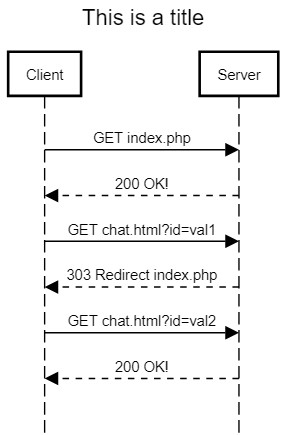 This is a title
Client
Server
GET index.php
200 OK!
GET chat.html?id=val1
303 Redirect index.php
GET chat.html?id=val2
200 OK!